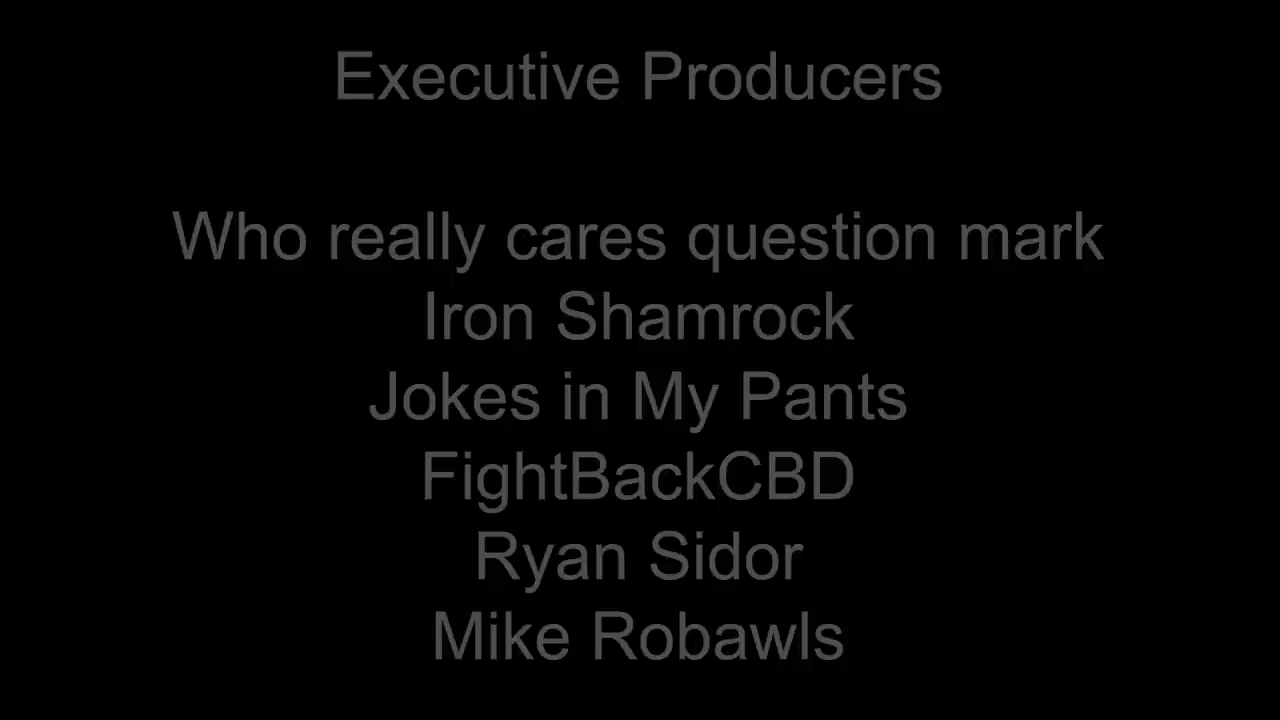 Executive Producers
Who really cares question mark
Iron Shamrock
Jokes in My Pants
FightBackCBD
Ryan Sidor
Mike Robawls